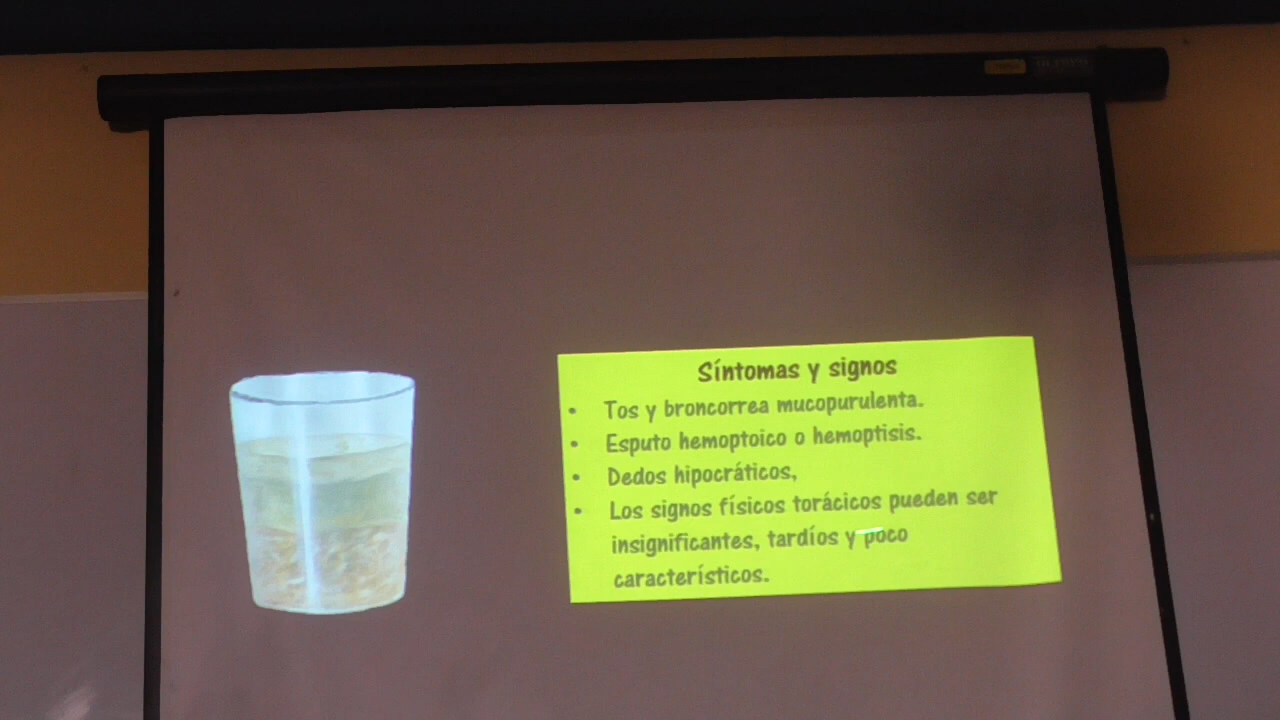 Síntomas y signos
• Tos y broncorrea mucopurulenta.
• Esputo hemoptoico o hemoptisis.
• Dedos hipocráticos,
• Los signos físicos torácicos pueden ser
insignificantes, tardíos y poco
característicos.